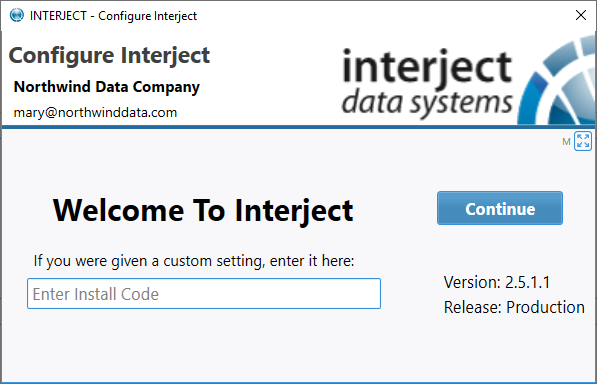 INTERJECT - Configure Interject
Configure Interject
Northwind Data Company
mary@northwinddata.com
interject
data systems
M
Welcome To Interject
Continue
If you were given a custom setting, enter it here:
Enter Install Code
Version: 2.5.1.1
Release: Production